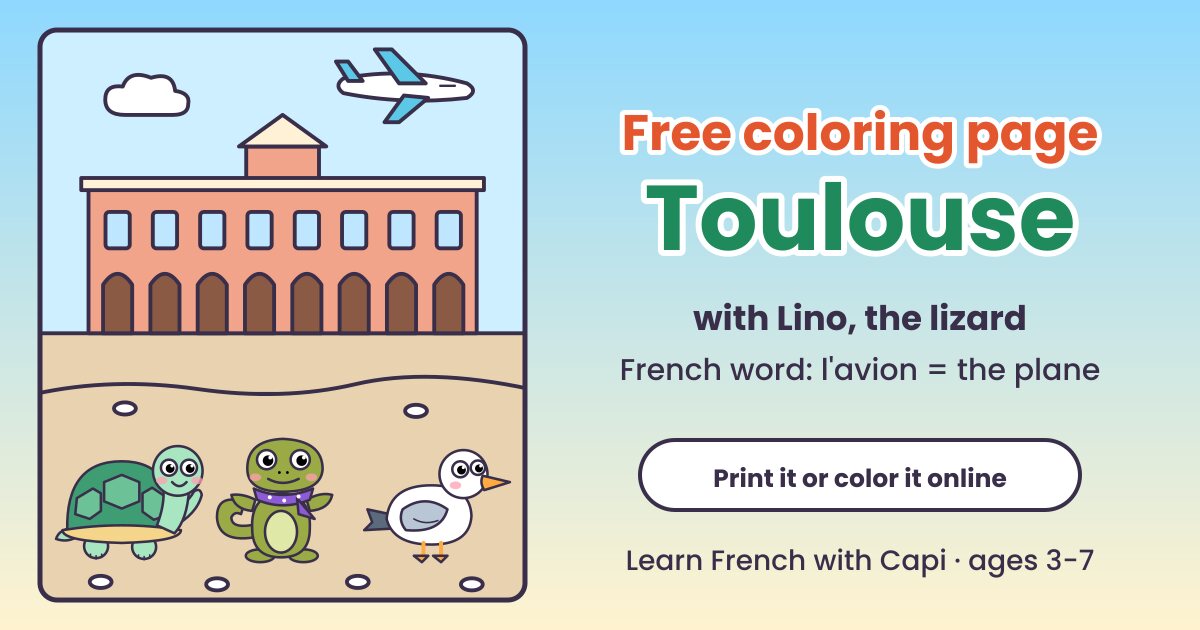 Free coloring page
Toulouse
with Lino, the lizard
French word: l'avion = the plane
Print it or color it online
Learn French with Capi · ages 3-7